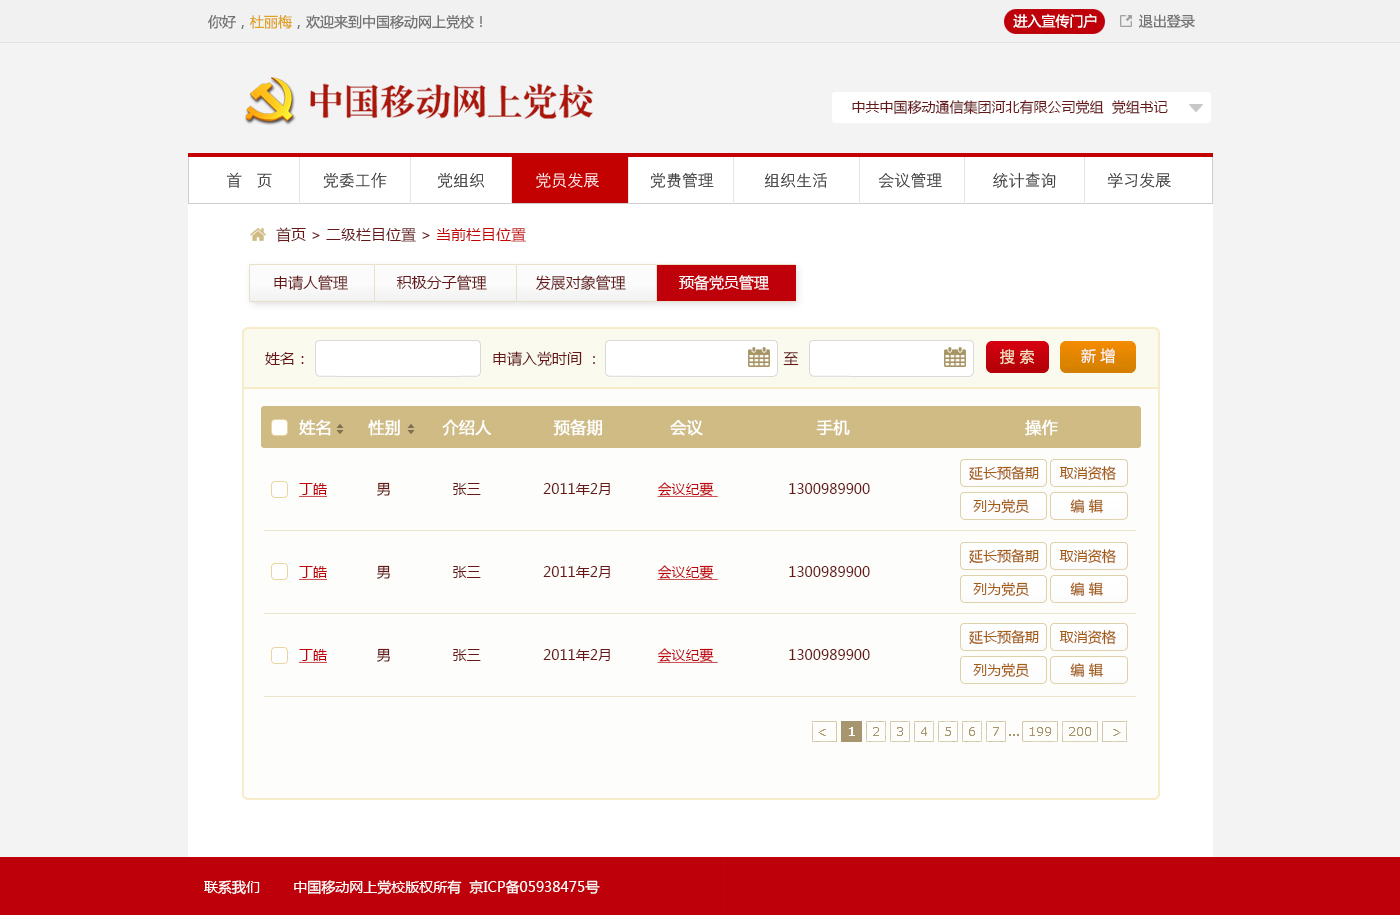 你好，杜丽梅，欢迎来到中国移动网上党校！ 进入宣传门户 退出登录
中国移动网上党校
中共中国移动通信集团河北有限公司党组 党组书记
首 页 党委工作 党组织 党员发展 党费管理 组织生活 会议管理 统计查询 学习发展
首页 > 二级栏目位置 > 当前栏目位置
申请人管理 积极分子管理 发展对象管理 预备党员管理
姓名： 申请入党时间 ： 至 搜 索 新 增
姓名 性别 介绍人 预备期 会议 手机 操作
丁皓 男 张三 2011年2月 会议纪要 1300989900 延长预备期 取消资格
列为党员 编 辑
丁皓 男 张三 2011年2月 会议纪要 1300989900 延长预备期 取消资格
列为党员 编 辑
丁皓 男 张三 2011年2月 会议纪要 1300989900 延长预备期 取消资格
列为党员 编 辑
< 1 2 3 4 5 6 7 ... 199 200 >
联系我们 中国移动网上党校版权所有 京ICP备05938475号